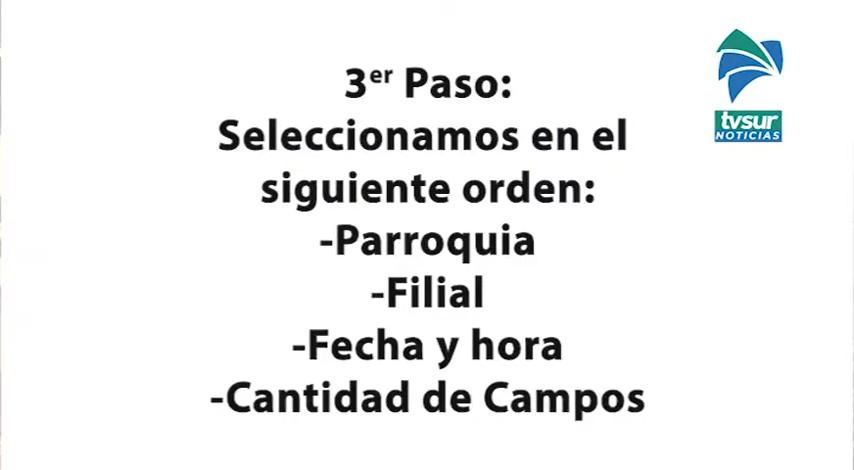 3er Paso:
Seleccionamos en el
siguiente orden:
-Parroquia
-Filial
-Fecha y hora
-Cantidad de Campos
tvsur
NOTICIAS